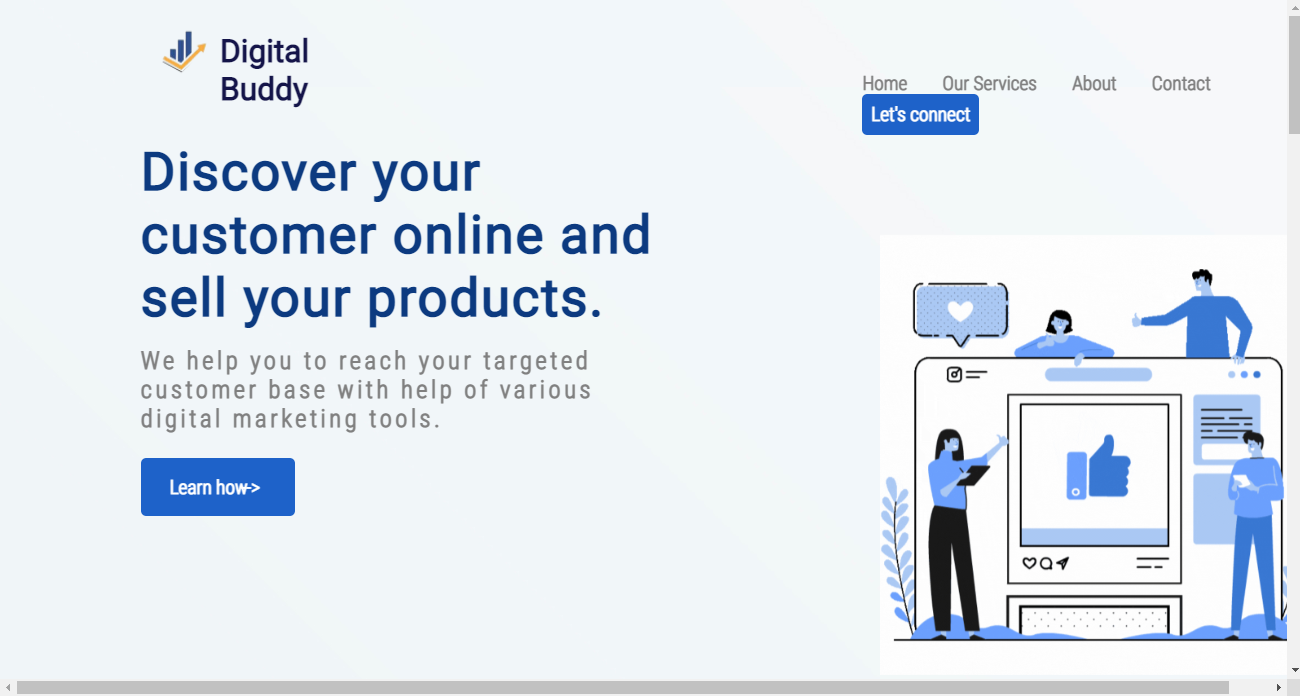 Digital
Buddy
Home Our Services About Contact
Let's connect
Discover your
customer online and
sell your products.
We help you to reach your targeted
customer base with help of various
digital marketing tools.
Learn how->